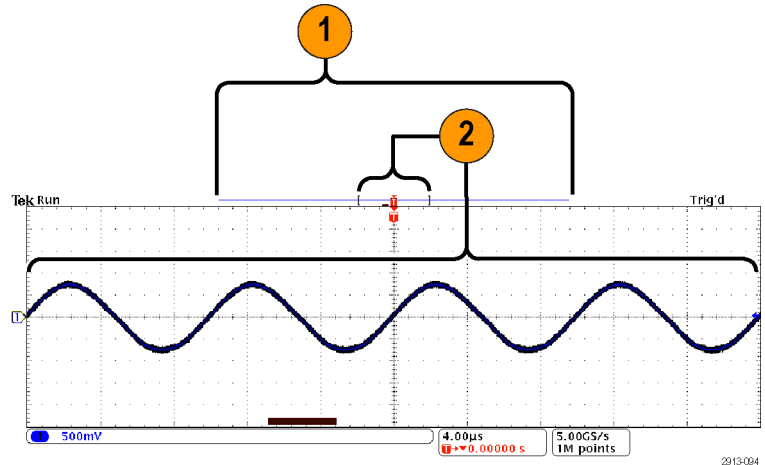 1
2
Tek Run
[ ]
T
Trig'd
T
T
500mV
4.00µs
T→▼0.00000 s
5.00GS/s
1M points
2913-094